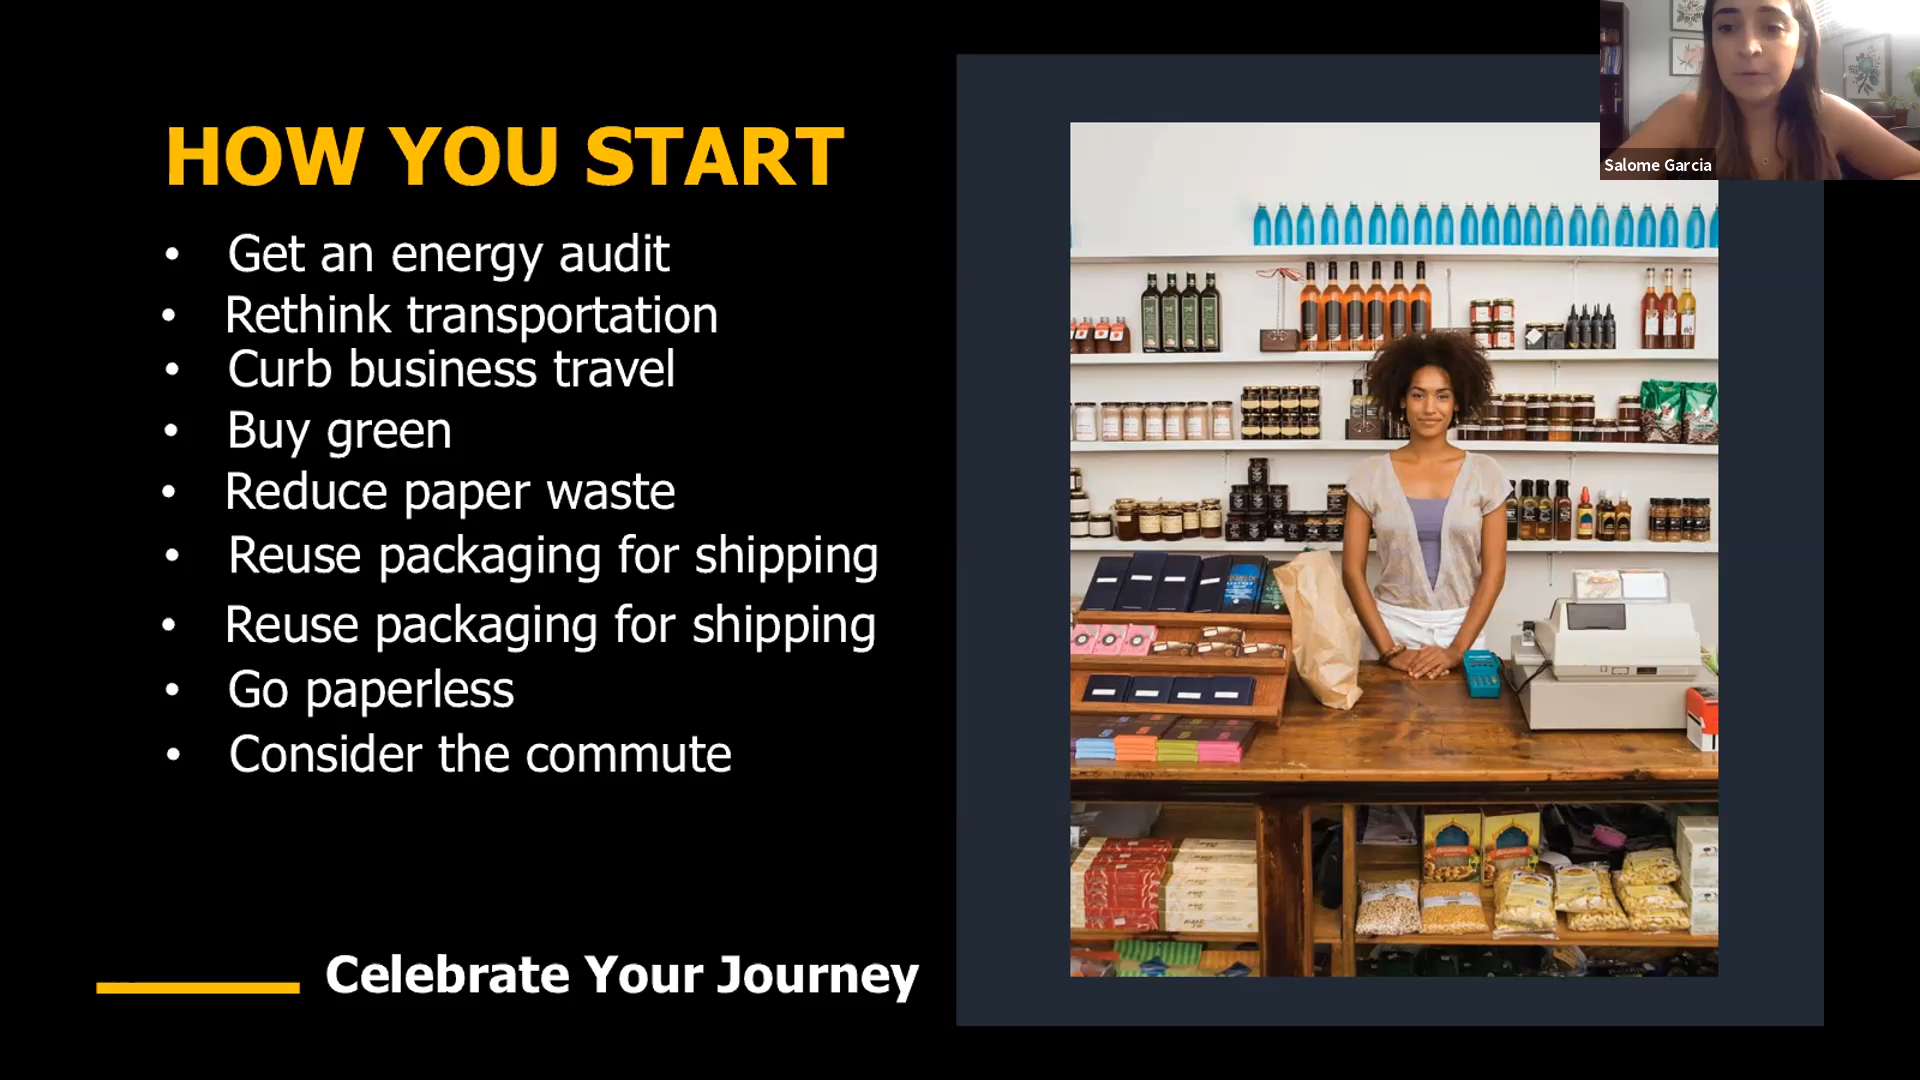 HOW YOU START
• Get an energy audit
• Rethink transportation
• Curb business travel
• Buy green
• Reduce paper waste
• Reuse packaging for shipping
• Reuse packaging for shipping
• Go paperless
• Consider the commute
Celebrate Your Journey
Salome Garcia